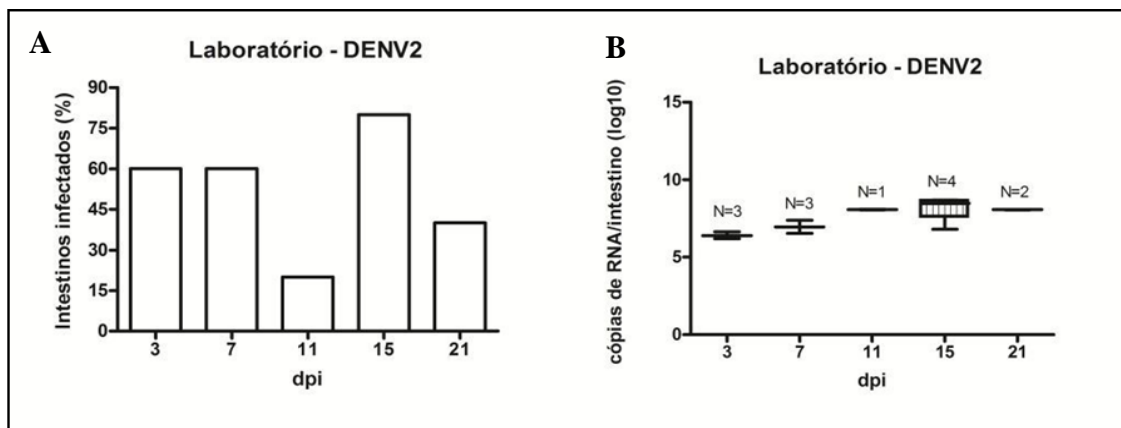 A
Laboratório - DENV2
Intestinos infectados (%)
90
75
60
45
30
15
0
3 7 11 15 21
dpi
B
Laboratório - DENV2
cópias de RNA/intestino (log10)
15
10
5
0
N=3 N=3 N=1 N=4 N=2
3 7 11 15 21
dpi